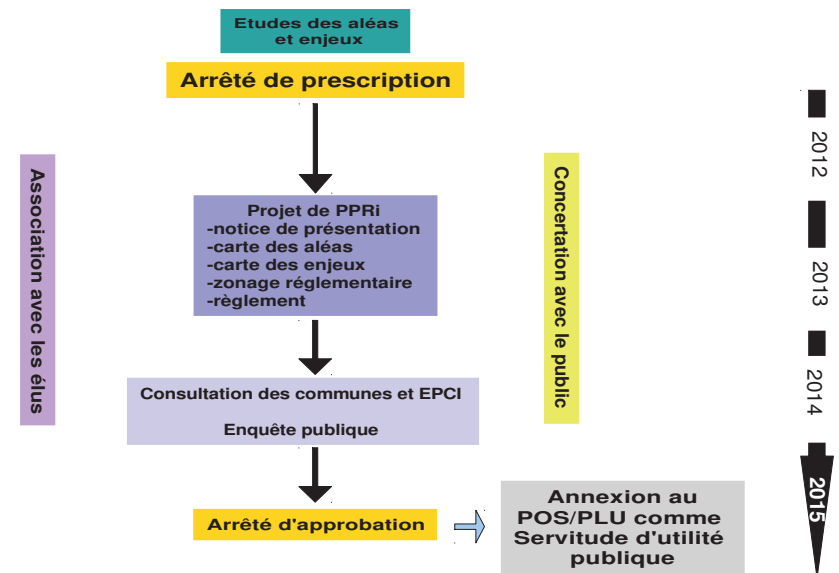 Etudes des aléas
et enjeux
Arrêté de prescription
Association avec les élus
Projet de PPRi
-notice de présentation
-carte des aléas
-carte des enjeux
-zonage réglementaire
-règlement
Concertation avec le public
Consultation des communes et EPCI
Enquête publique
Arrêté d'approbation
Annexion au
POS/PLU comme
Servitude d'utilité
publique
2012
2013
2014
2015